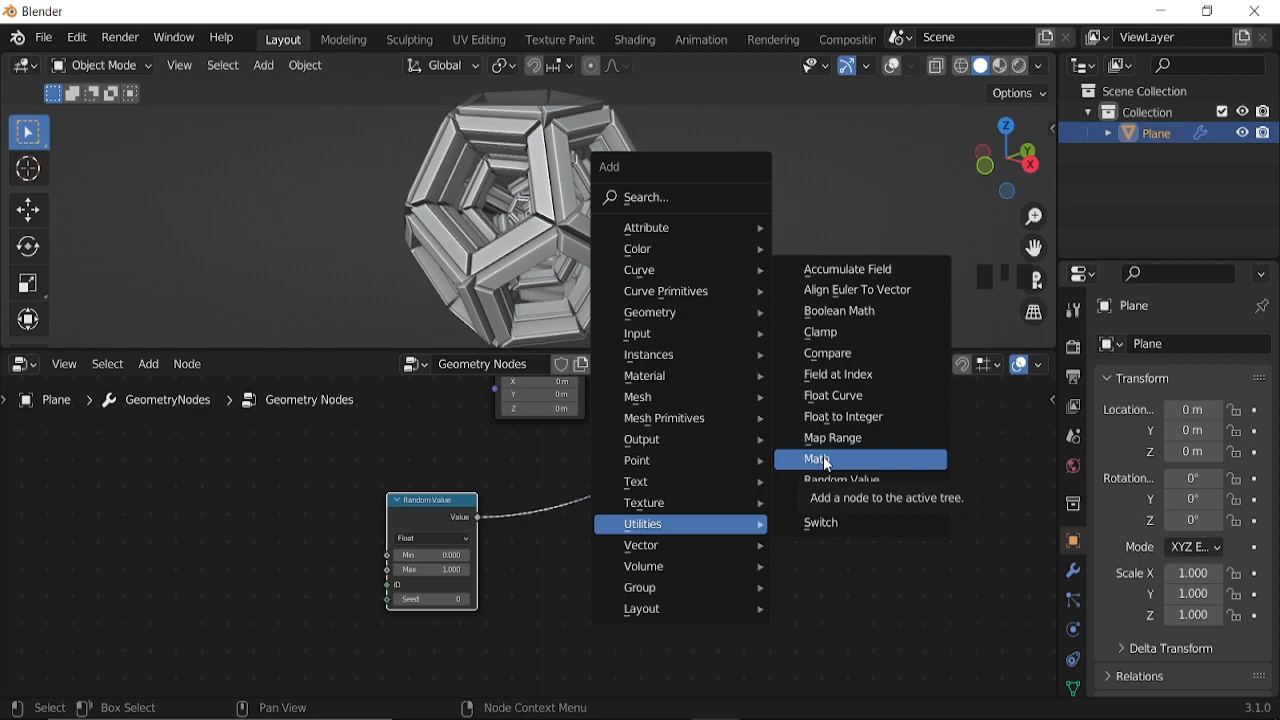 Blender
File Edit Render Window Help Layout Modeling Sculpting UV Editing Texture Paint Shading Animation Rendering Compositin Scene ViewLayer
Object Mode View Select Add Object Global
Options
Scene Collection
Collection
Plane
Add
Search...
Attribute
Color
Curve
Curve Primitives
Geometry
Input
Instances
Material
Mesh
Mesh Primitives
Output
Point
Text
Texture
Utilities
Vector
Volume
Group
Layout
Accumulate Field
Align Euler To Vector
Boolean Math
Clamp
Compare
Field at Index
Float Curve
Float to Integer
Map Range
Math
Random Value
Add a node to the active tree.
Switch
View Select Add Node Geometry Nodes
Plane GeometryNodes Geometry Nodes
X 0 m
Y 0 m
Z 0 m
Random Value
Value
Float
Min 0.000
Max 1.000
ID
Seed 0
Plane
Plane
Transform
Location... 0 m
Y 0 m
Z 0 m
Rotation... 0°
Y 0°
Z 0°
Mode XYZ E...
Scale X 1.000
Y 1.000
Z 1.000
Delta Transform
Relations
Select Box Select Pan View Node Context Menu 3.1.0